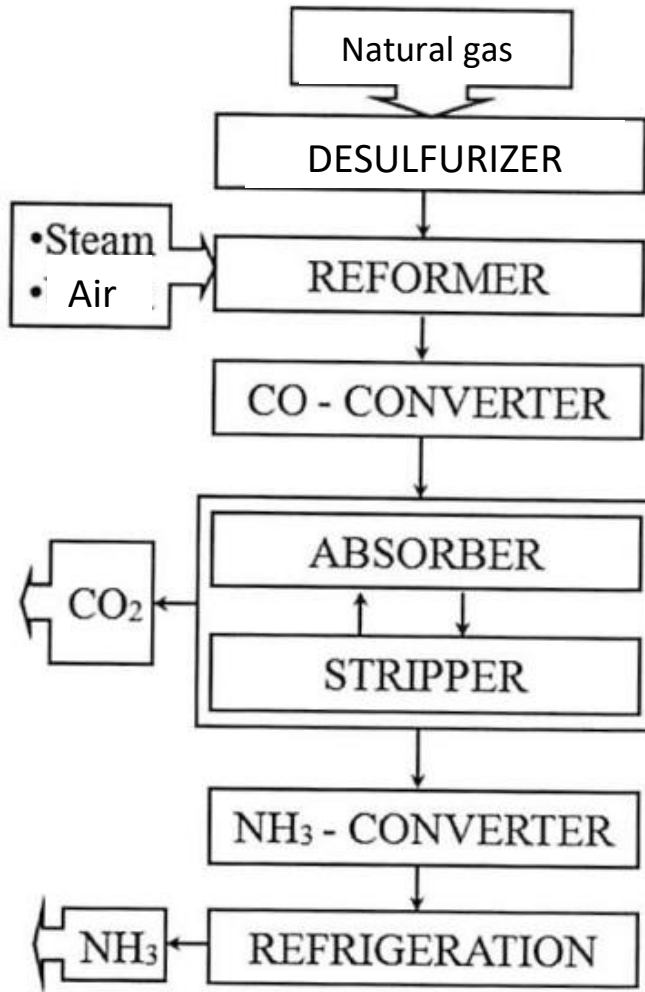 Natural gas
DESULFURIZER
•Steam
• Air
REFORMER
CO - CONVERTER
ABSORBER
CO₂
STRIPPER
NH₃ - CONVERTER
NH₃
REFRIGERATION